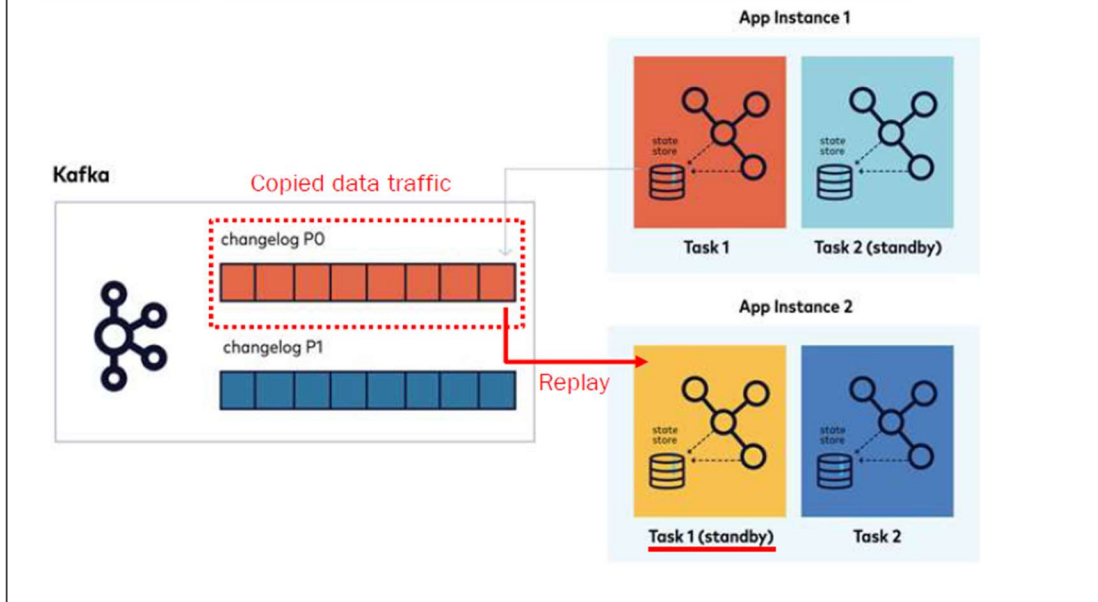 App Instance 1
state
store
state
store
Task 1
Task 2 (standby)
Kafka
Copied data traffic
changelog P0
changelog P1
App Instance 2
Replay
state
store
state
store
Task 1 (standby)
Task 2